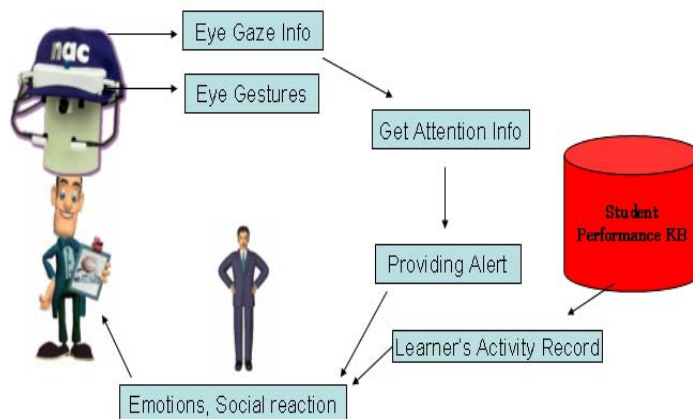 nac
Eye Gaze Info
Eye Gestures
Get Attention Info
Student
Performance KB
Providing Alert
Learner's Activity Record
Emotions, Social reaction